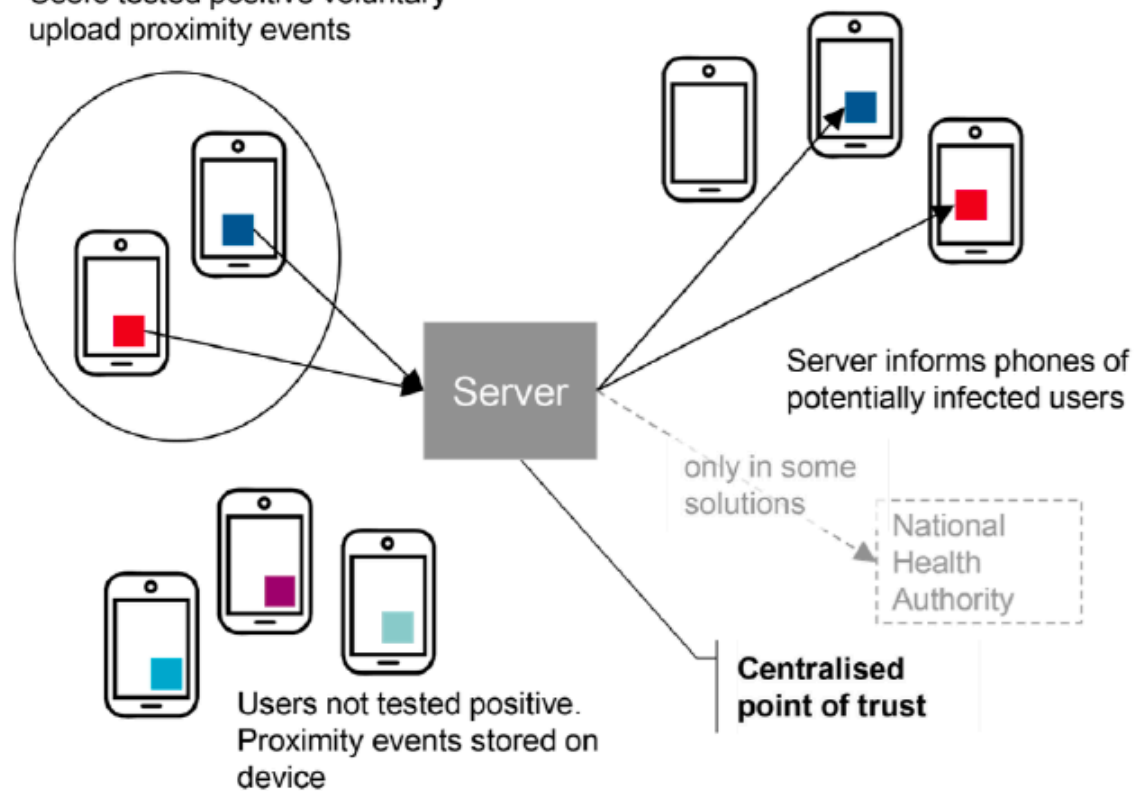 upload proximity events
Server
Server informs phones of
potentially infected users
only in some
solutions
National
Health
Authority
Centralised
point of trust
Users not tested positive.
Proximity events stored on
device